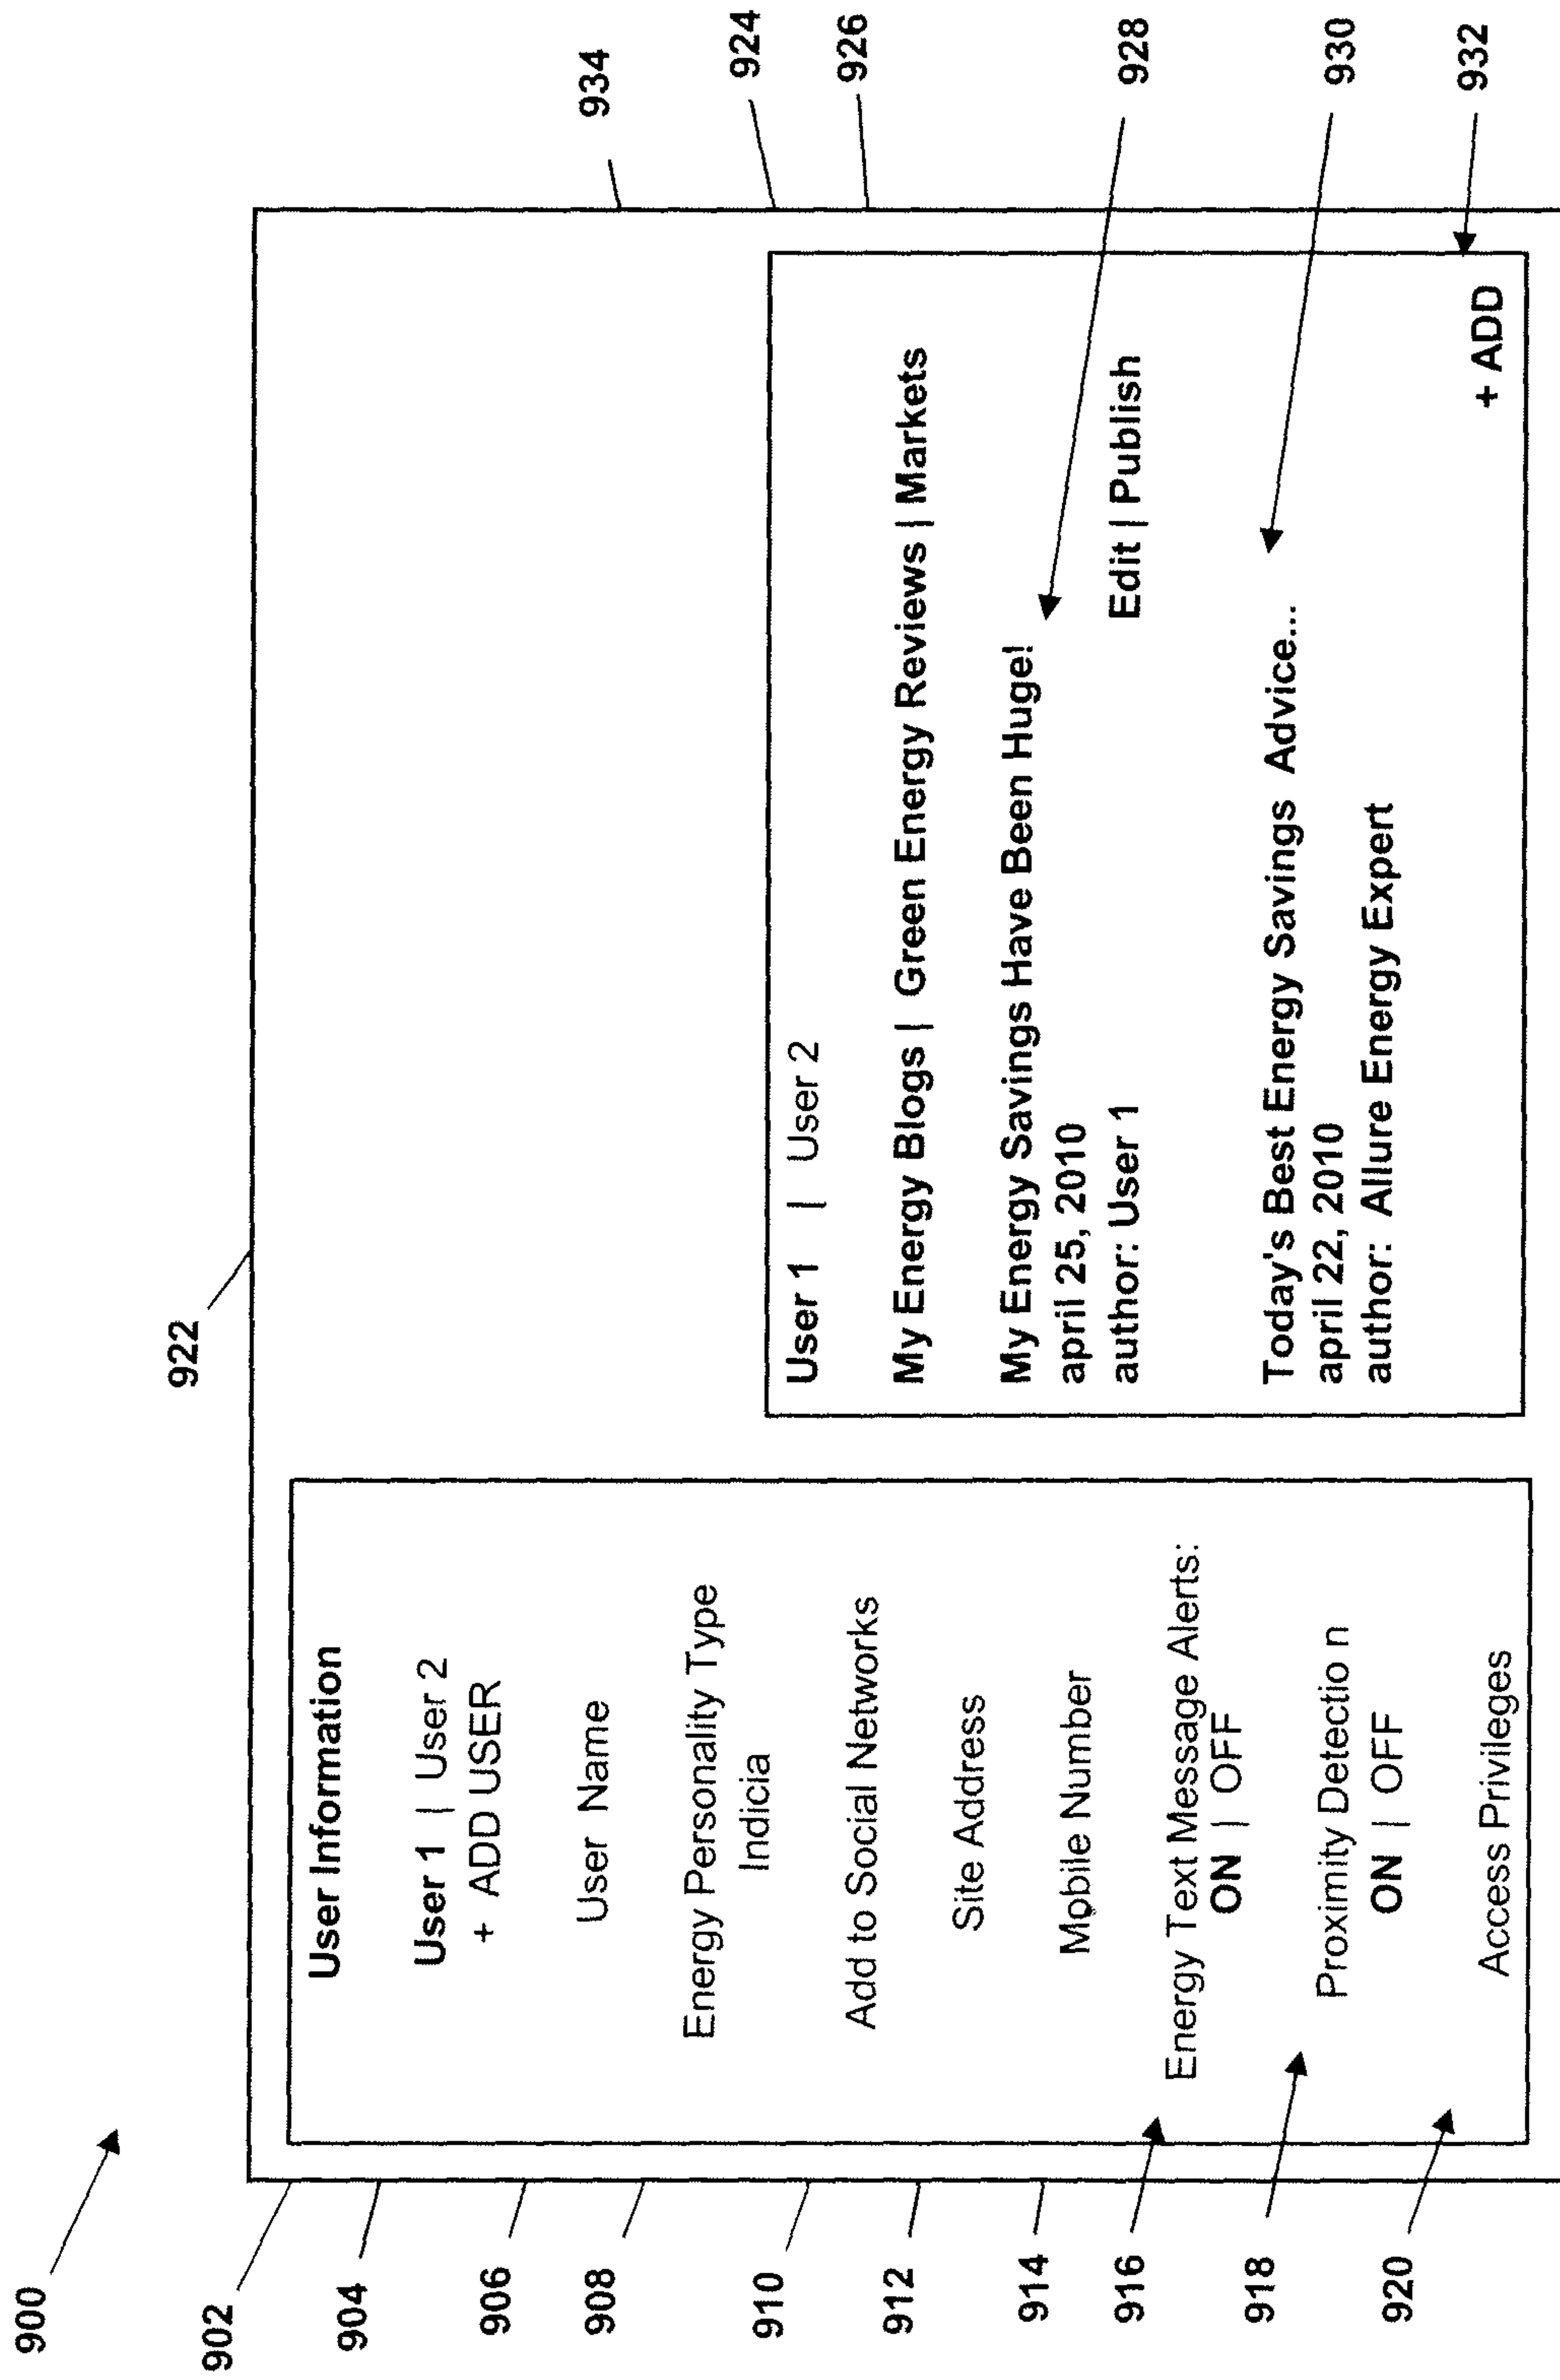 900
922
902
904
906
908
910
912
914
916
918
920
User Information
User 1 | User 2
+ ADD USER
User Name
Energy Personality Type
Indicia
Add to Social Networks
Site Address
Mobile Number
Energy Text Message Alerts:
ON | OFF
Proximity Detectio n
ON | OFF
Access Privileges
User 1 | User 2
My Energy Blogs | Green Energy Reviews | Markets
My Energy Savings Have Been Huge!
april 25, 2010
author: User 1
Edit | Publish
Today's Best Energy Savings Advice...
april 22, 2010
author: Allure Energy Expert
+ ADD
934
924
926
928
930
932